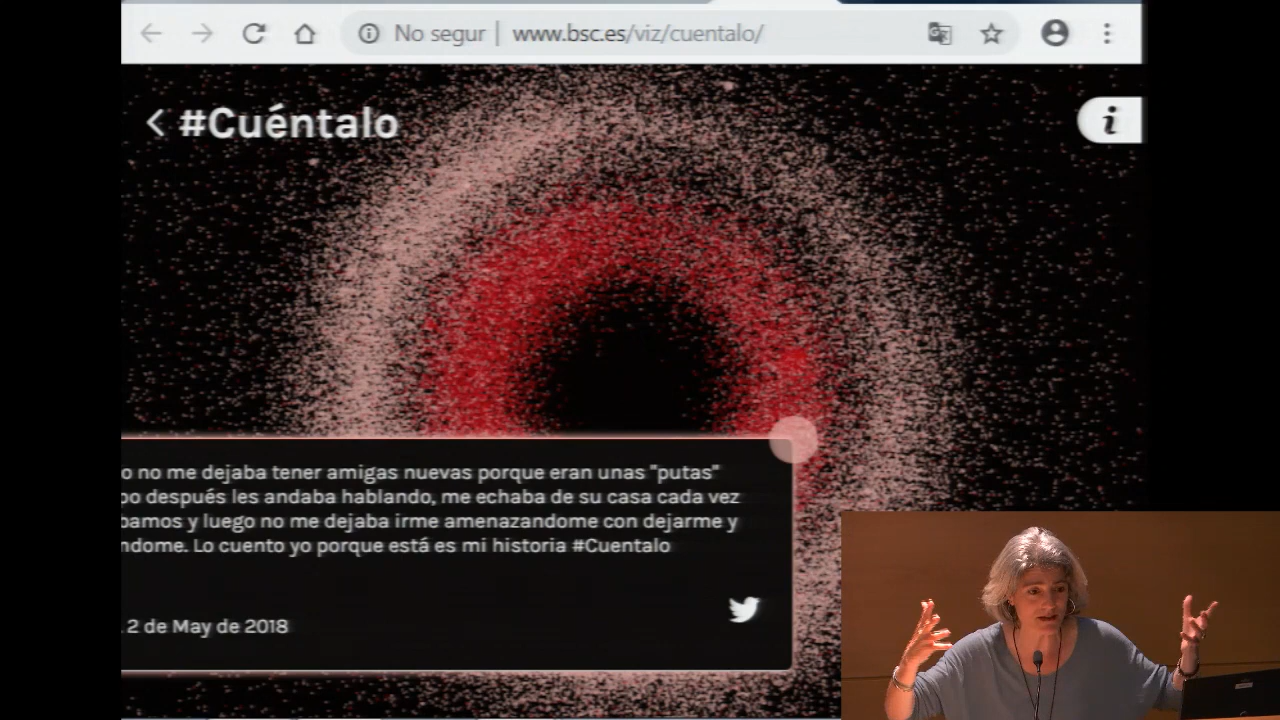 No segur
www.bsc.es/viz/cuentalo/
#Cuéntalo
i
o no me dejaba tener amigas nuevas porque eran unas "putas"
después les andaba hablando, me echaba de su casa cada vez
bamos y luego no me dejaba irme amenazandome con dejarme y
ndome. Lo cuento yo porque está es mi historia #Cuentalo
2 de May de 2018